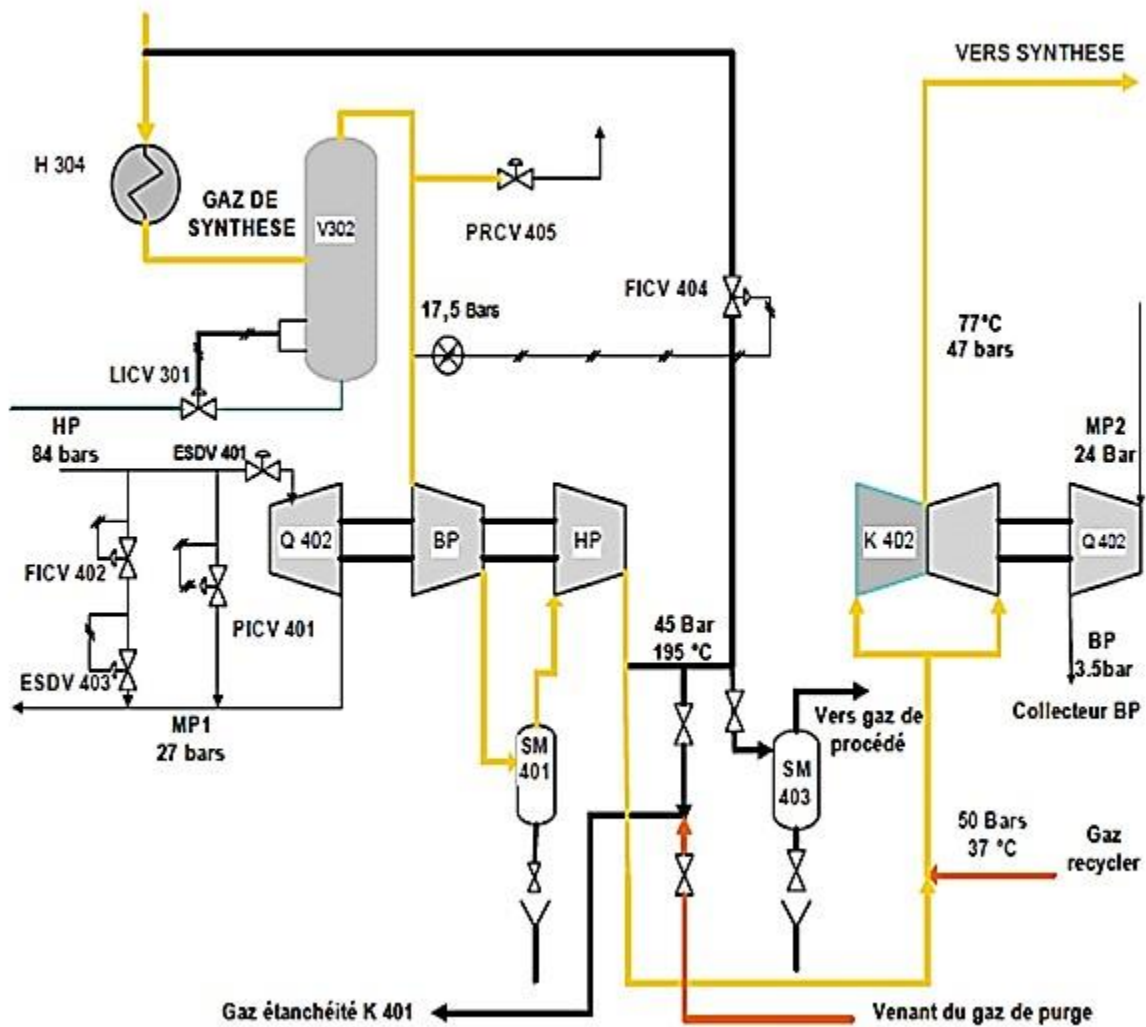 VERS SYNTHESE
H 304
GAZ DE
SYNTHESE
V302
PRCV 405
FICV 404
17,5 Bars
77°C
47 bars
LICV 301
HP
84 bars
ESDV 401
MP2
24 Bar
Q 402
BP
HP
K 402
Q 402
FICV 402
PICV 401
ESDV 403
45 Bar
195 °C
BP
3.5bar
Collecteur BP
MP1
27 bars
SM
401
Vers gaz de
procédé
SM
403
50 Bars
37 °C
Gaz
recycler
Gaz étanchéité K 401
Venant du gaz de purge